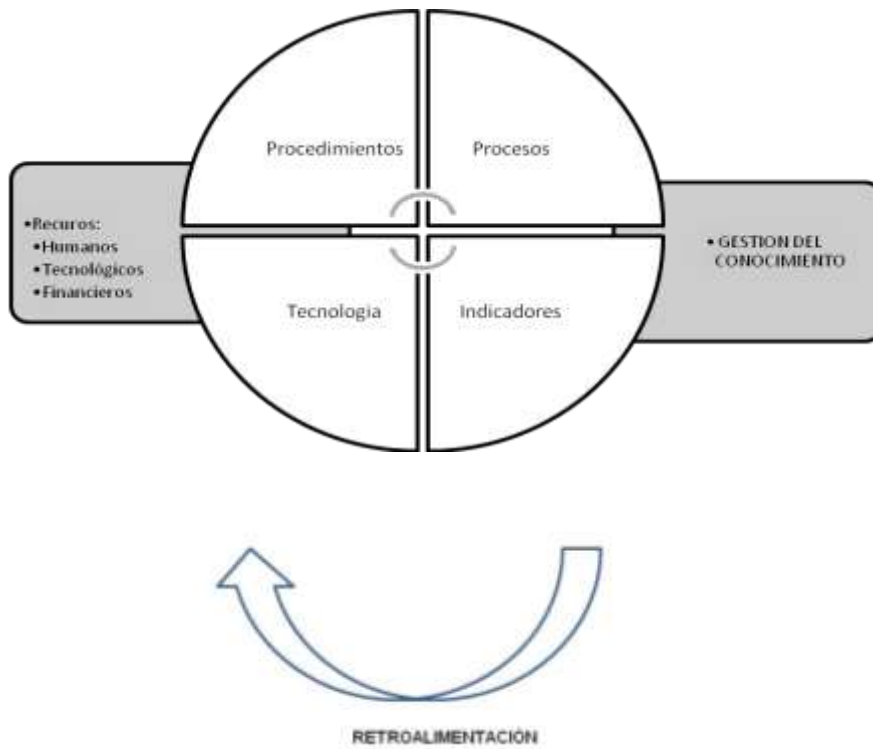 Procedimientos
Procesos
•Recuros:
•Humanos
•Tecnológicos
•Financieros
• GESTION DEL
CONOCIMIENTO
Tecnologia
Indicadores
RETROALIMENTACIÓN